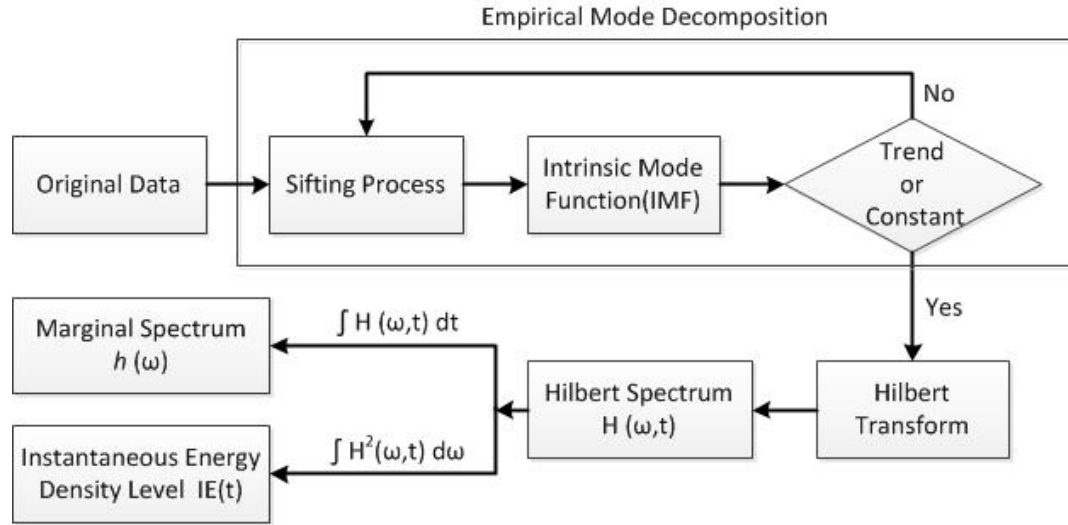 Empirical Mode Decomposition
No
Original Data
Sifting Process
Intrinsic Mode
Function(IMF)
Trend
or
Constant
Yes
Marginal Spectrum
h (ω)
∫ H (ω,t) dt
Hilbert Spectrum
H (ω,t)
Hilbert
Transform
∫ H²(ω,t) dω
Instantaneous Energy
Density Level IE(t)